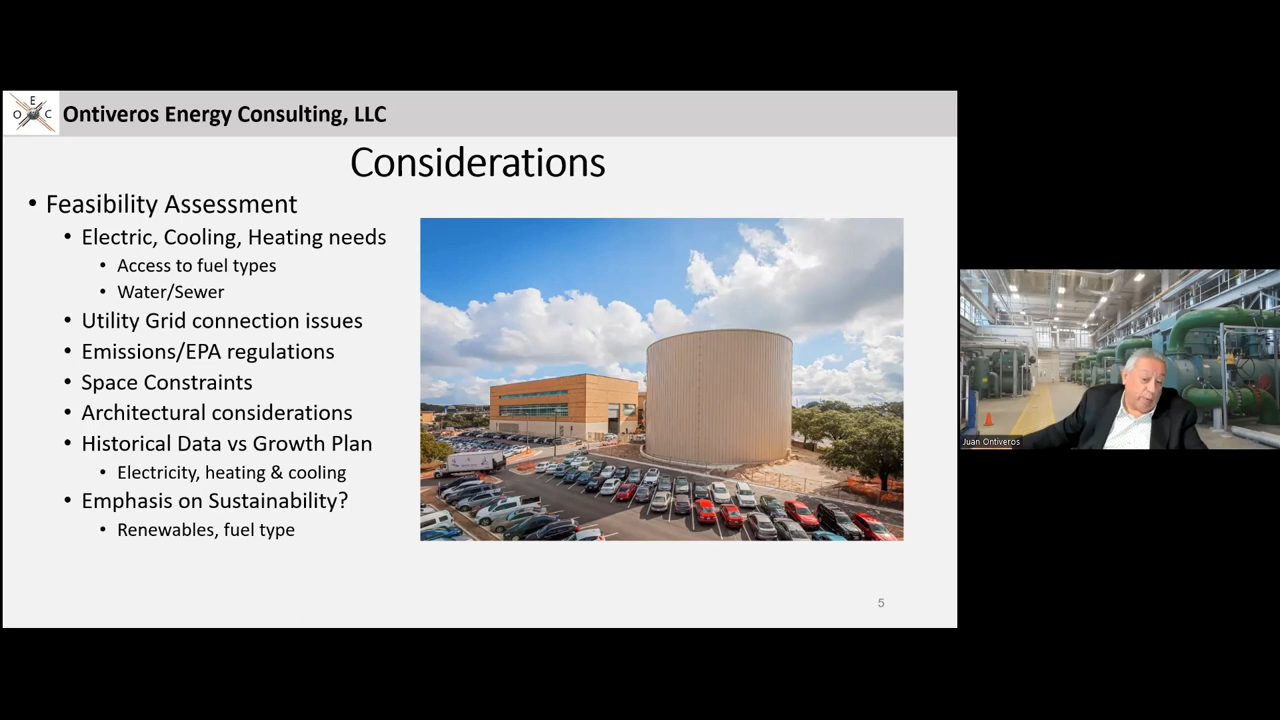 E
O C
Ontiveros Energy Consulting, LLC
Considerations
• Feasibility Assessment
• Electric, Cooling, Heating needs
• Access to fuel types
• Water/Sewer
• Utility Grid connection issues
• Emissions/EPA regulations
• Space Constraints
• Architectural considerations
• Historical Data vs Growth Plan
• Electricity, heating & cooling
• Emphasis on Sustainability?
• Renewables, fuel type
5
Juan Ontiveros